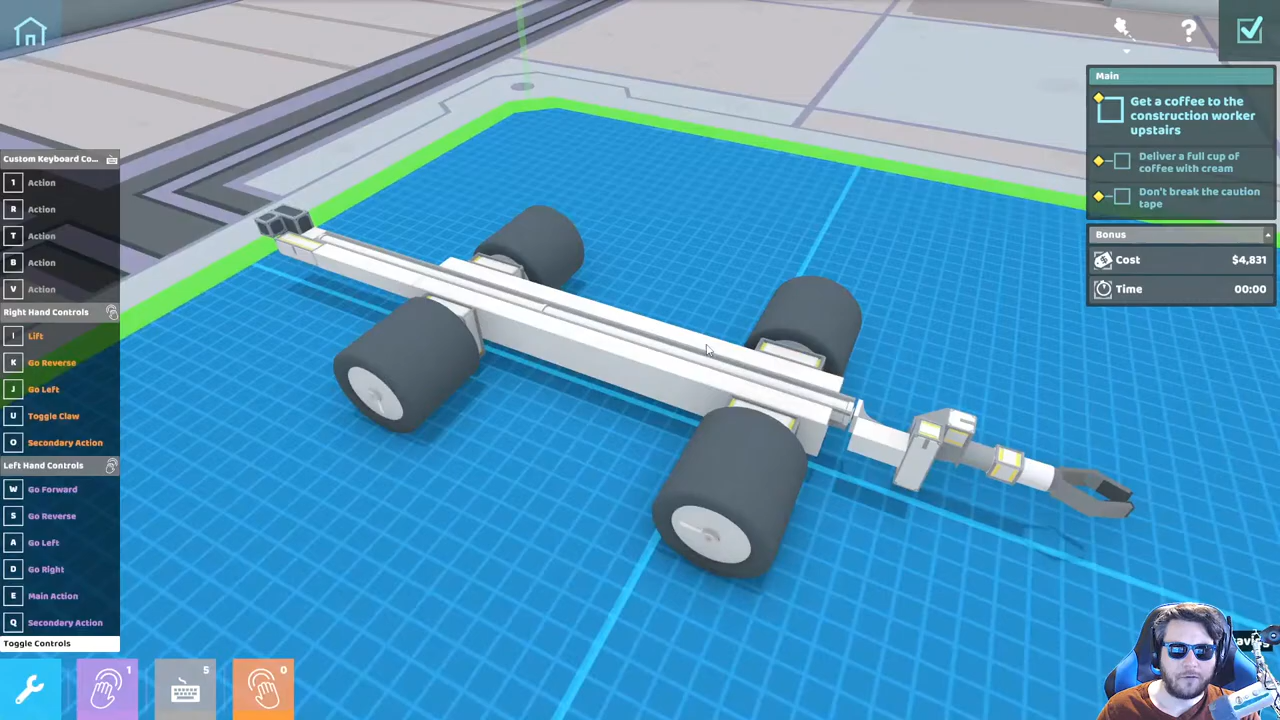 Custom Keyboard Co...
1 Action
R Action
T Action
B Action
V Action
Right Hand Controls
I Lift
K Go Reverse
J Go Left
U Toggle Claw
O Secondary Action
Left Hand Controls
W Go Forward
S Go Reverse
A Go Left
D Go Right
E Main Action
Q Secondary Action
Toggle Controls
1
5
0
?
Main
Get a coffee to the
construction worker
upstairs
Deliver a full cup of
coffee with cream
Don't break the caution
tape
Bonus
Cost $4,831
Time 00:00